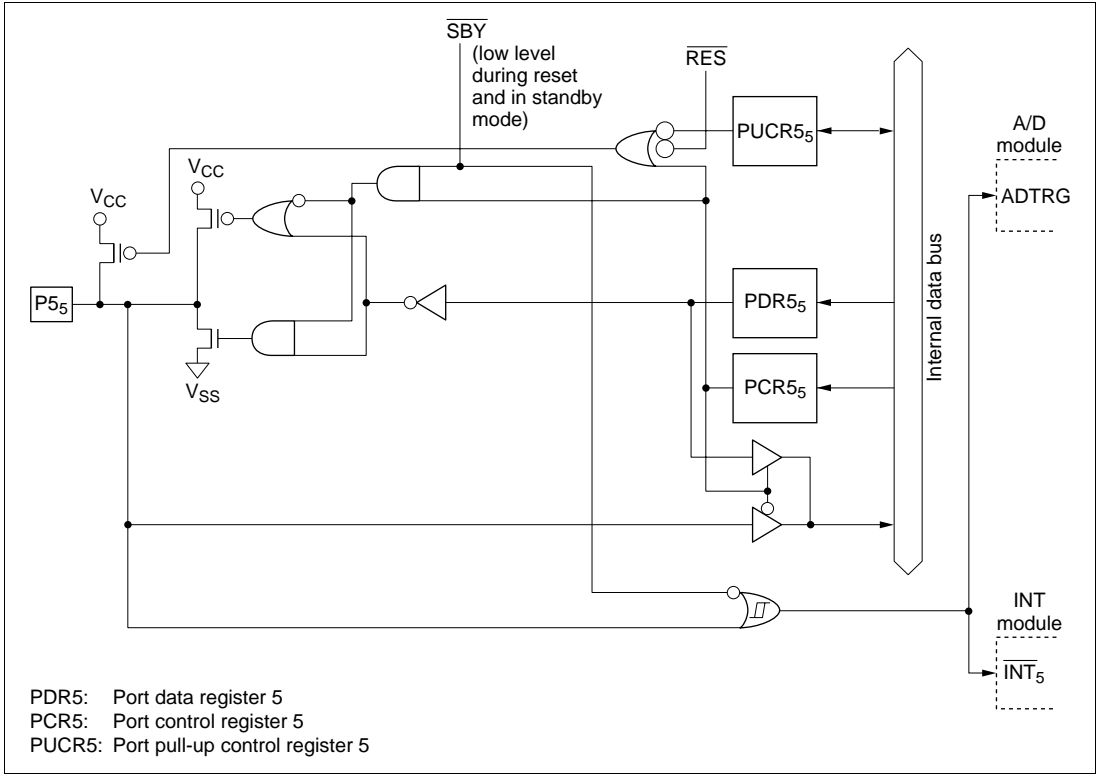 SBY
(low level
during reset
and in standby
mode)
RES
PUCR5₅
A/D
module
ADTRG
VCC
VCC
P5₅
VSS
PDR5₅
PCR5₅
Internal data bus
INT
module
INT₅
PDR5: Port data register 5
PCR5: Port control register 5
PUCR5: Port pull-up control register 5